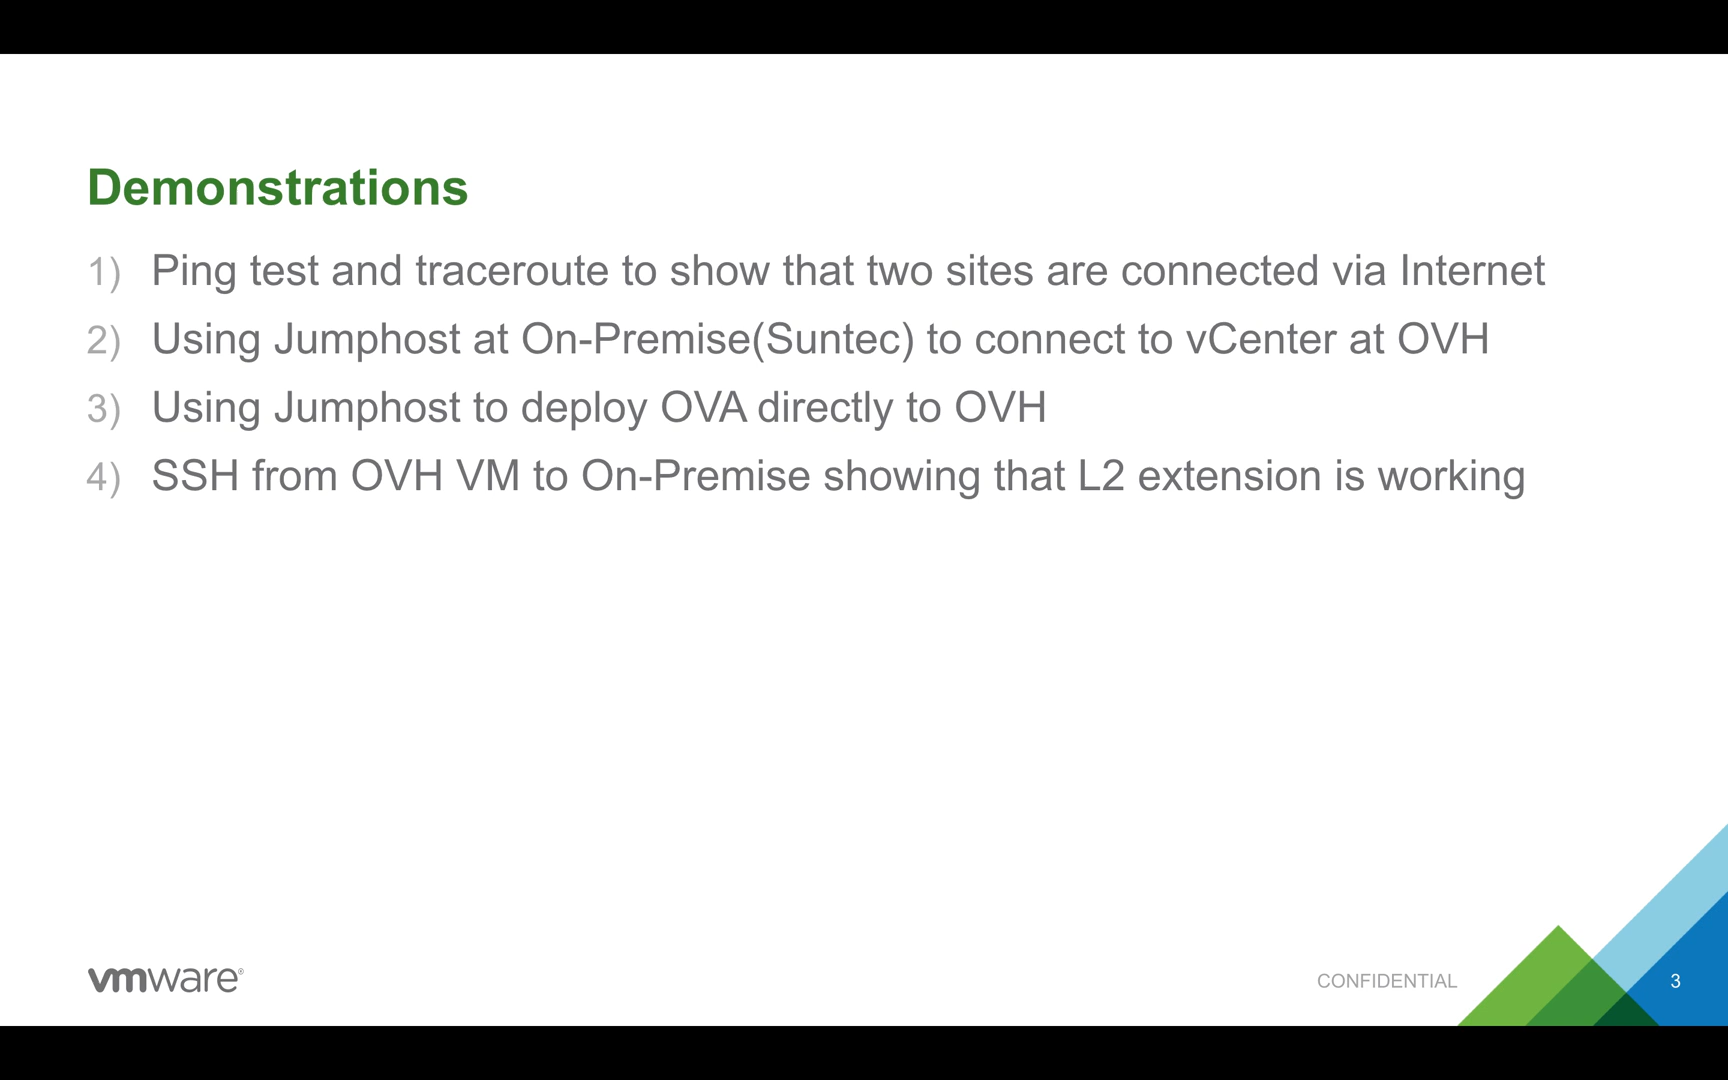 Demonstrations
1) Ping test and traceroute to show that two sites are connected via Internet
2) Using Jumphost at On-Premise(Suntec) to connect to vCenter at OVH
3) Using Jumphost to deploy OVA directly to OVH
4) SSH from OVH VM to On-Premise showing that L2 extension is working
vmware®
CONFIDENTIAL
3